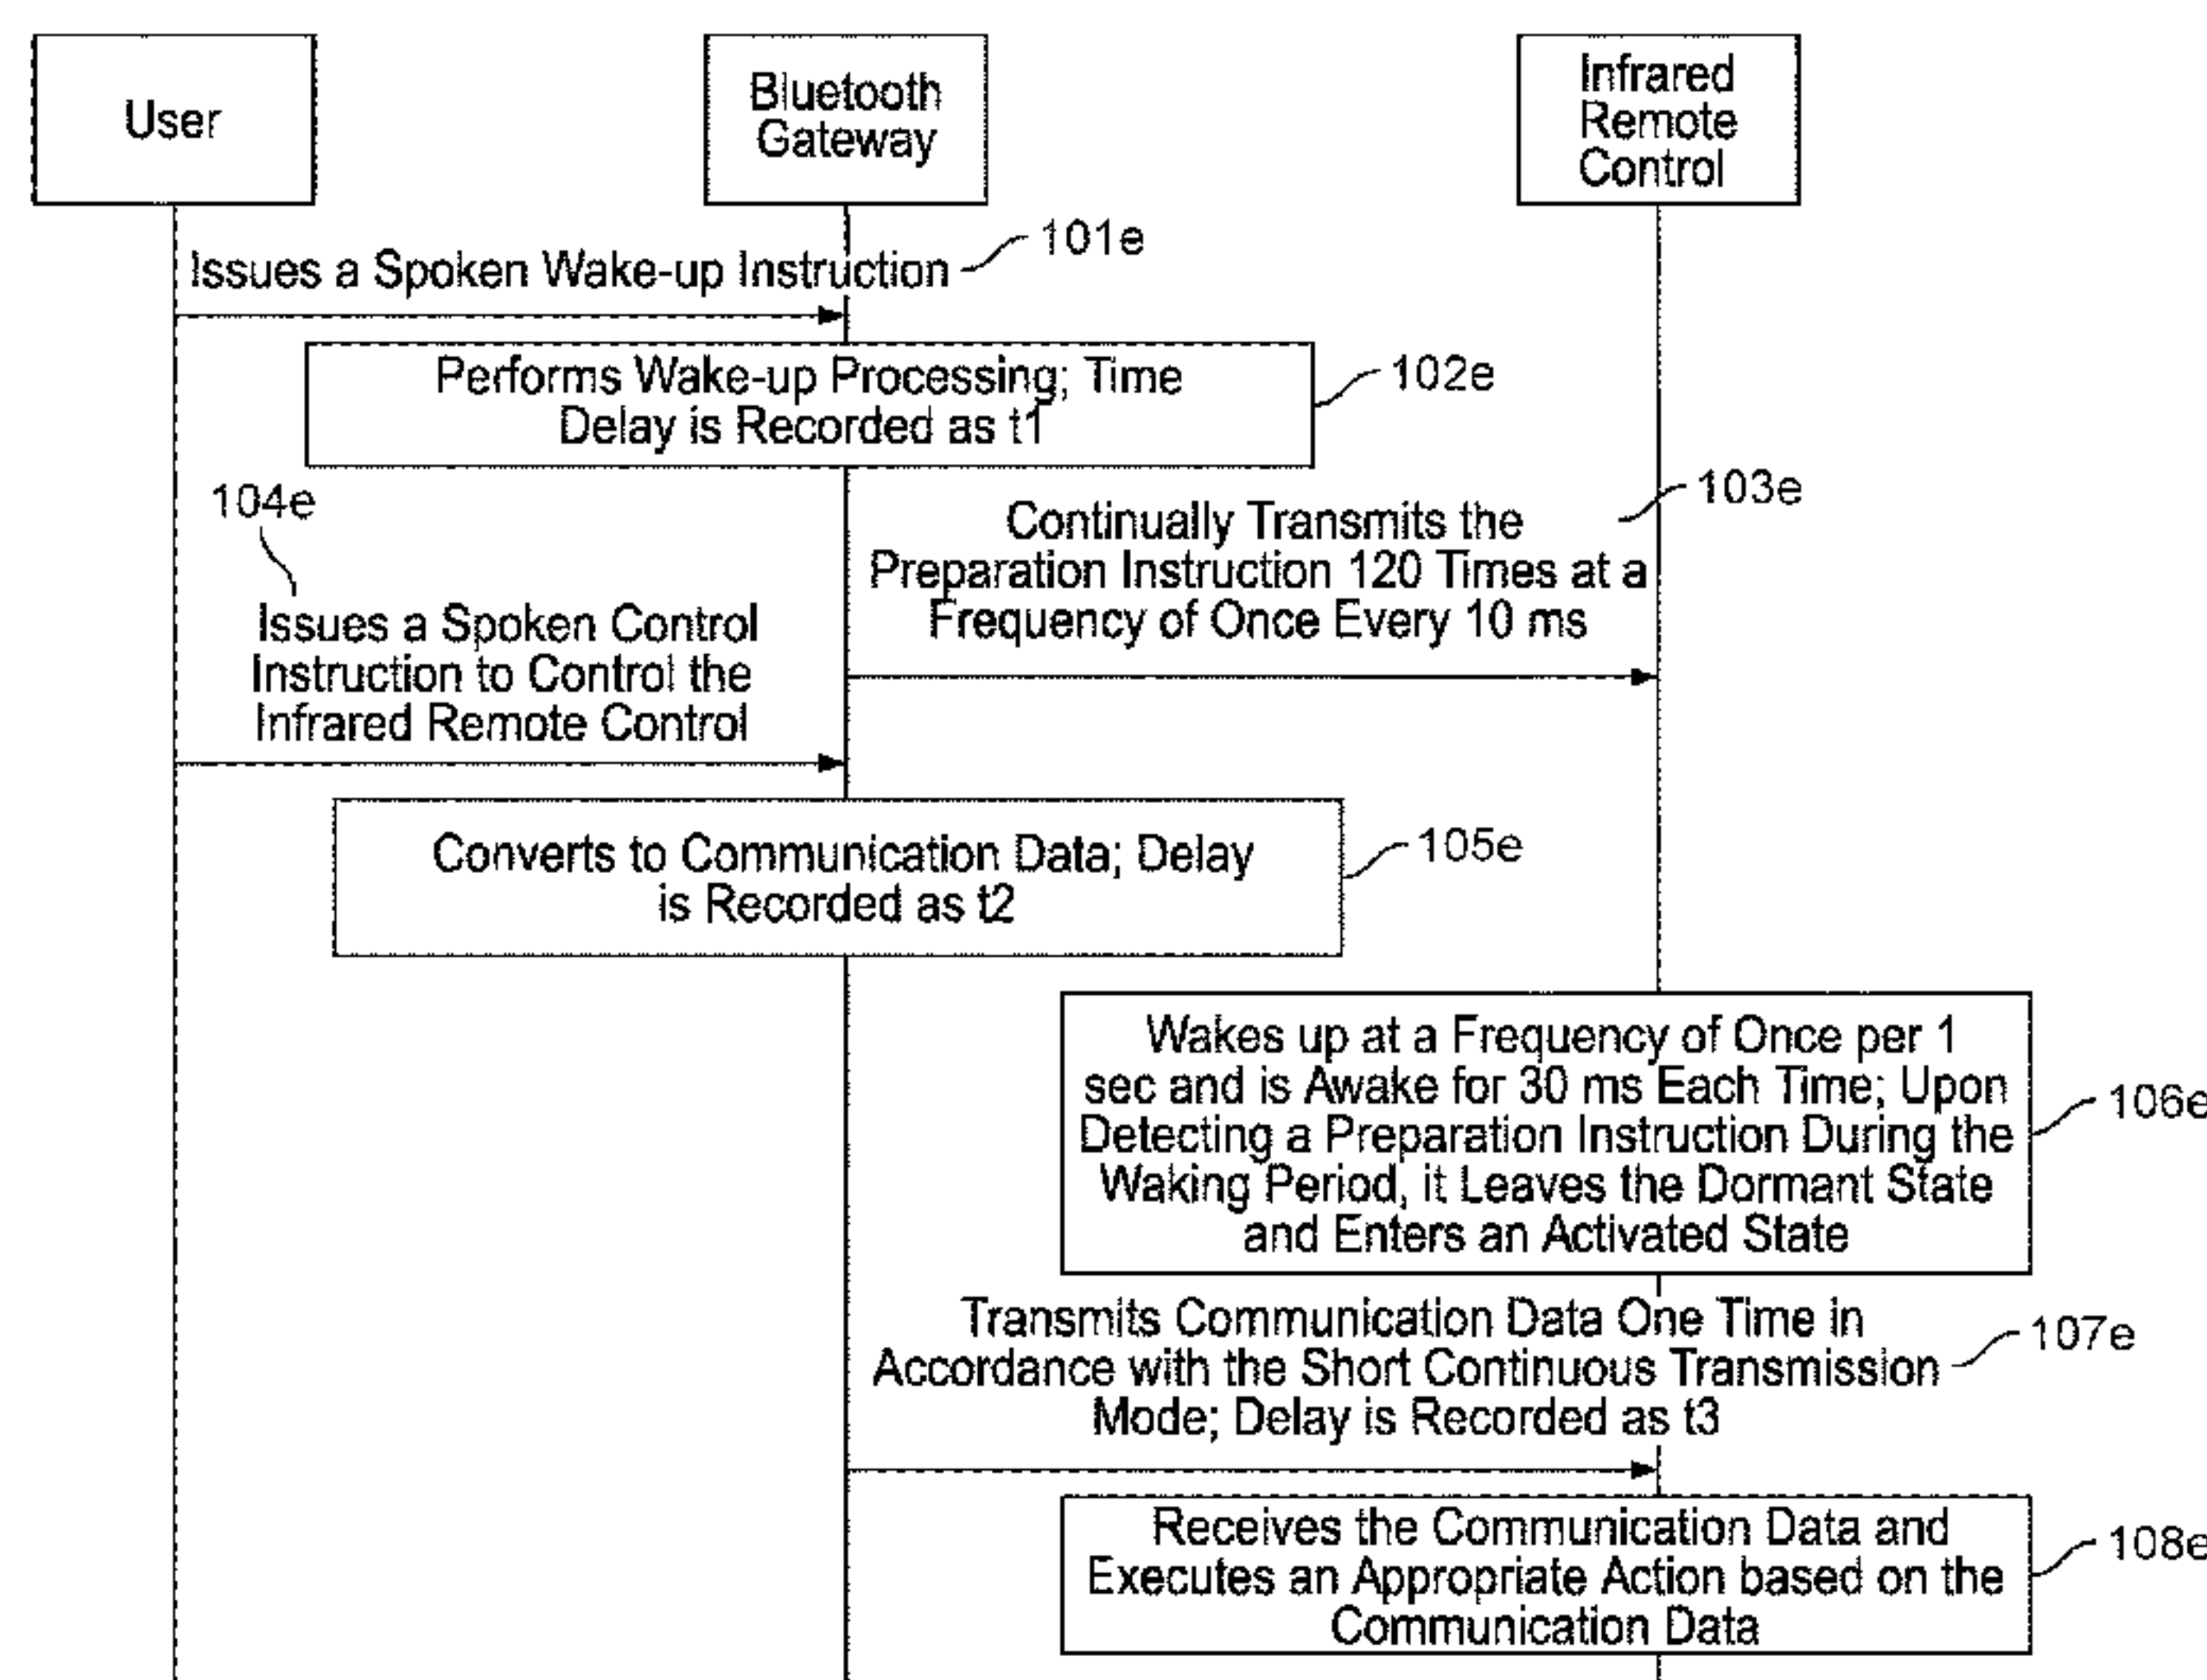 User
Bluetooth
Gateway
Infrared
Remote
Control
Issues a Spoken Wake-up Instruction
101e
Performs Wake-up Processing; Time
Delay is Recorded as t1
102e
103e
Continually Transmits the
Preparation Instruction 120 Times at a
Frequency of Once Every 10 ms
104e
Issues a Spoken Control
Instruction to Control the
Infrared Remote Control
Converts to Communication Data; Delay
is Recorded as t2
105e
Wakes up at a Frequency of Once per 1
sec and is Awake for 30 ms Each Time; Upon
Detecting a Preparation Instruction During the
Waking Period, it Leaves the Dormant State
and Enters an Activated State
106e
Transmits Communication Data One Time in
Accordance with the Short Continuous Transmission
Mode; Delay is Recorded as t3
107e
Receives the Communication Data and
Executes an Appropriate Action based on the
Communication Data
108e